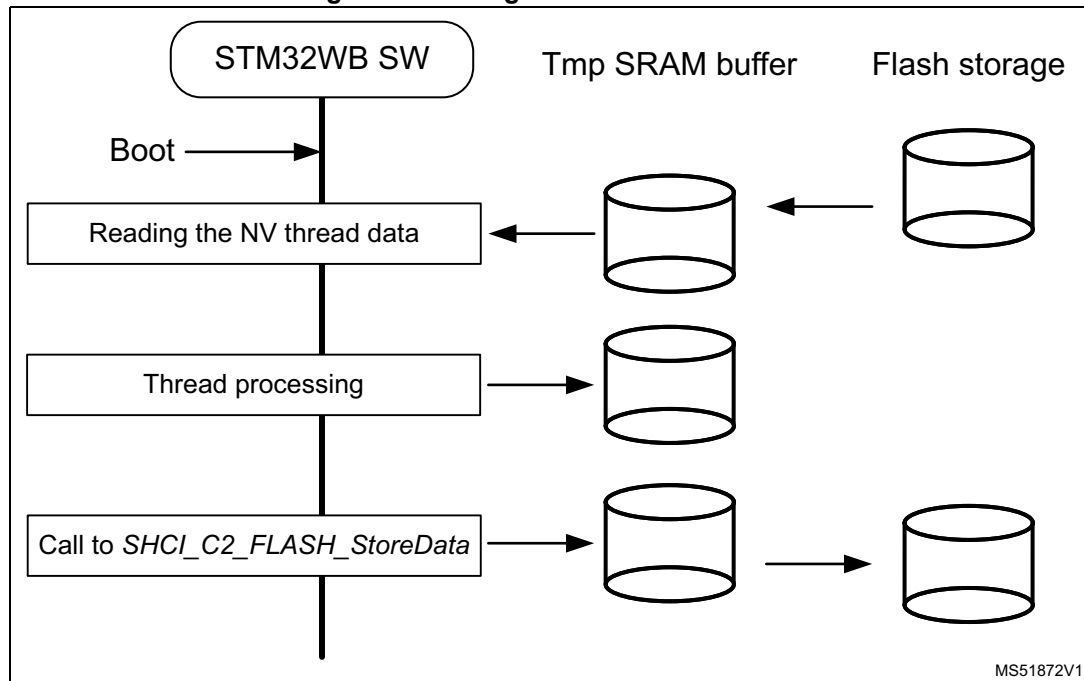 STM32WB SW
Tmp SRAM buffer
Flash storage
Boot
Reading the NV thread data
Thread processing
Call to SHCI_C2_FLASH_StoreData
MS51872V1